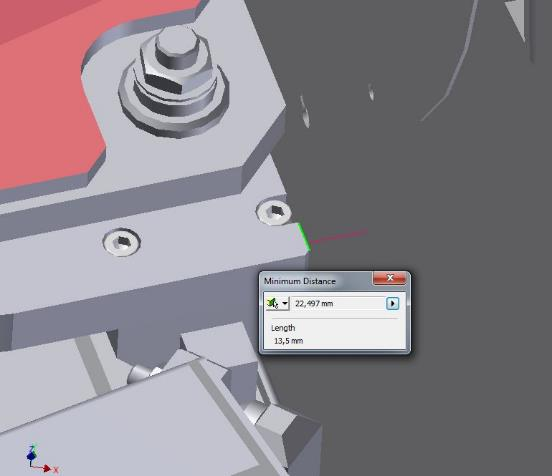 Minimum Distance
22,497 mm
Length
13,5 mm
Z
X